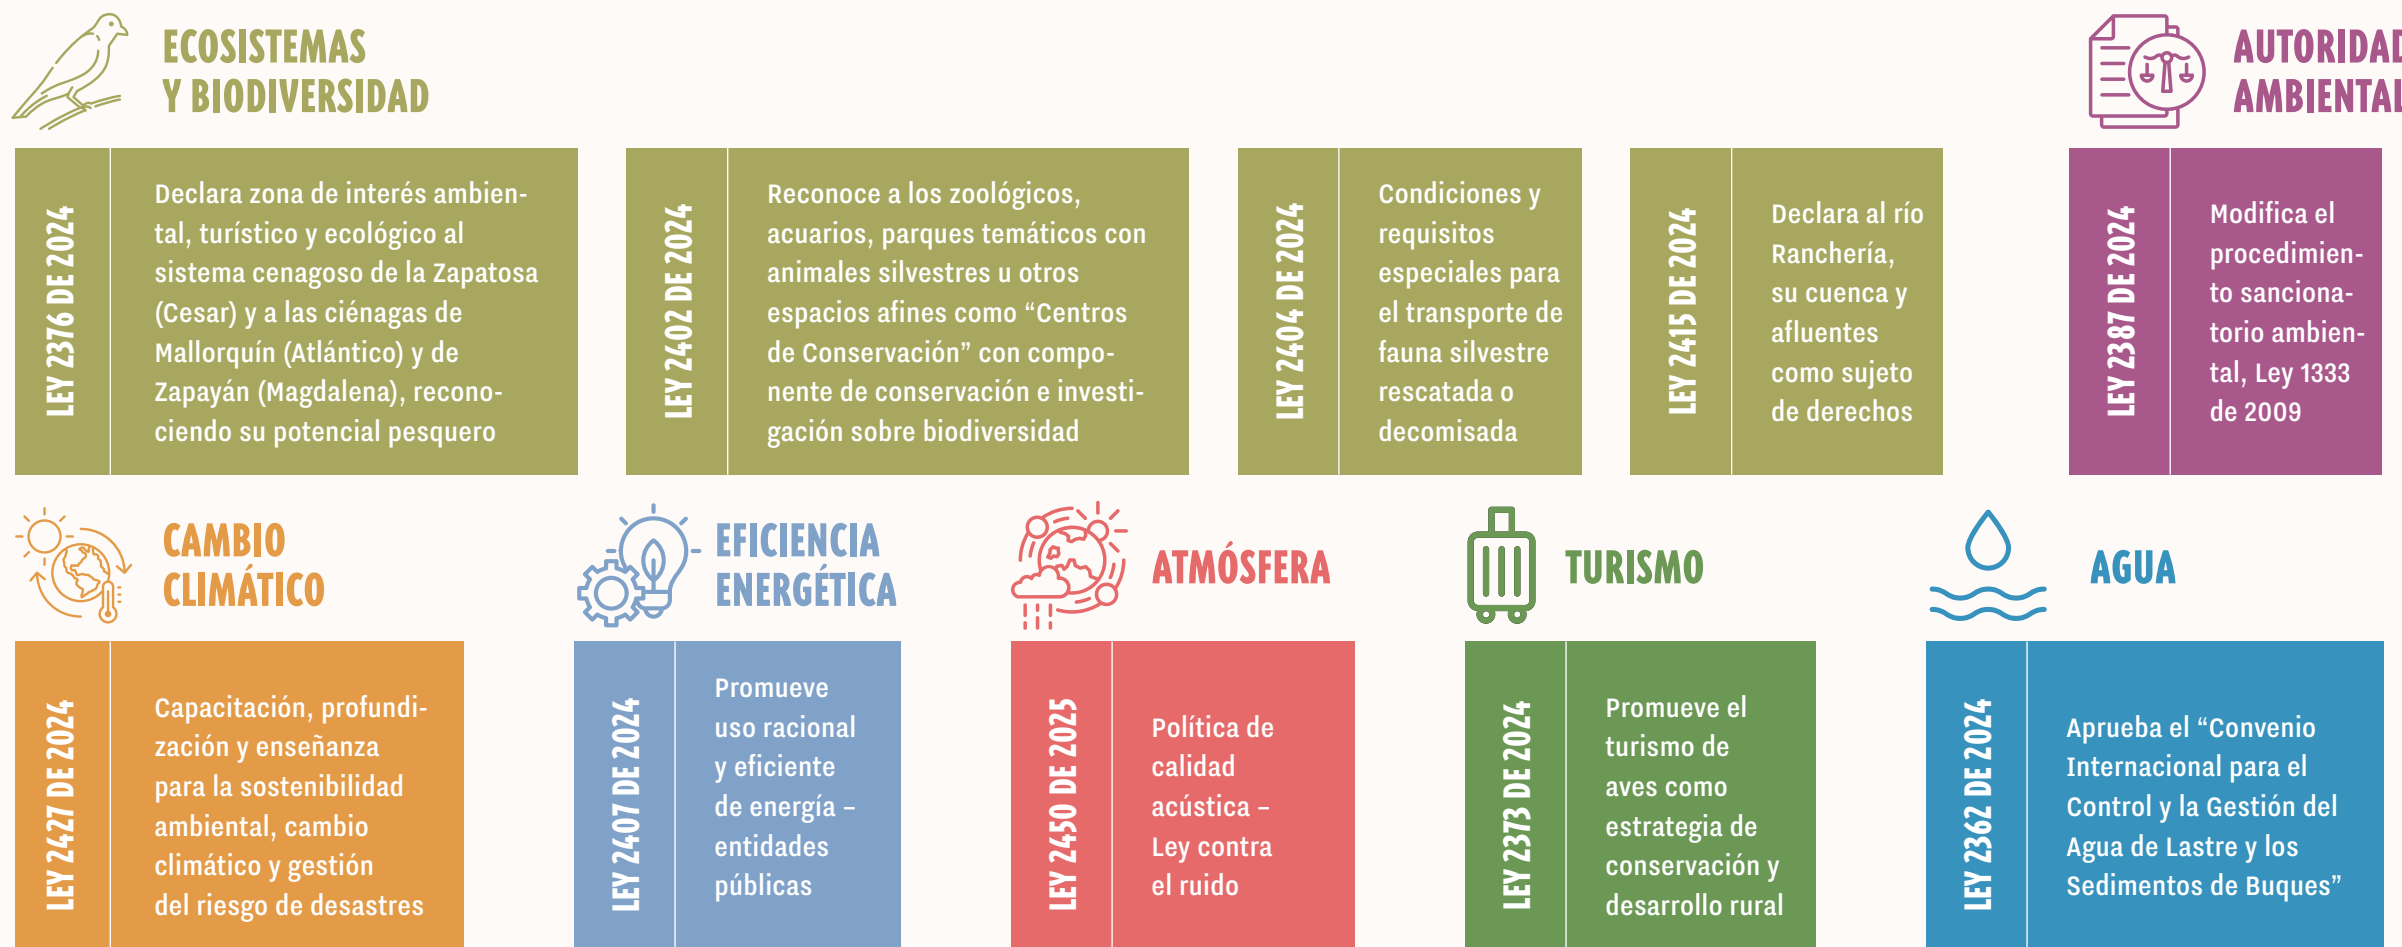 ECOSISTEMAS
Y BIODIVERSIDAD
LEY 2376 DE 2024
Declara zona de interés ambien-
tal, turístico y ecológico al
sistema cenagoso de la Zapatosa
(Cesar) y a las ciénagas de
Mallorquín (Atlántico) y de
Zapayán (Magdalena), recono-
ciendo su potencial pesquero
LEY 2402 DE 2024
Reconoce a los zoológicos,
acuarios, parques temáticos con
animales silvestres u otros
espacios afines como “Centros
de Conservación” con compo-
nente de conservación e investi-
gación sobre biodiversidad
LEY 2404 DE 2024
Condiciones y
requisitos
especiales para
el transporte de
fauna silvestre
rescatada o
decomisada
LEY 2415 DE 2024
Declara al río
Ranchería,
su cuenca y
afluentes
como sujeto
de derechos
AUTORIDAD
AMBIENTAL
LEY 2387 DE 2024
Modifica el
procedimien-
to sanciona-
torio ambien-
tal, Ley 1333
de 2009
CAMBIO
CLIMÁTICO
LEY 2427 DE 2024
Capacitación, profundi-
zación y enseñanza
para la sostenibilidad
ambiental, cambio
climático y gestión
del riesgo de desastres
EFICIENCIA
ENERGÉTICA
LEY 2407 DE 2024
Promueve
uso racional
y eficiente
de energía –
entidades
públicas
ATMÓSFERA
LEY 2450 DE 2025
Política de
calidad
acústica –
Ley contra
el ruido
TURISMO
LEY 2373 DE 2024
Promueve el
turismo de
aves como
estrategia de
conservación y
desarrollo rural
AGUA
LEY 2362 DE 2024
Aprueba el “Convenio
Internacional para el
Control y la Gestión del
Agua de Lastre y los
Sedimentos de Buques”